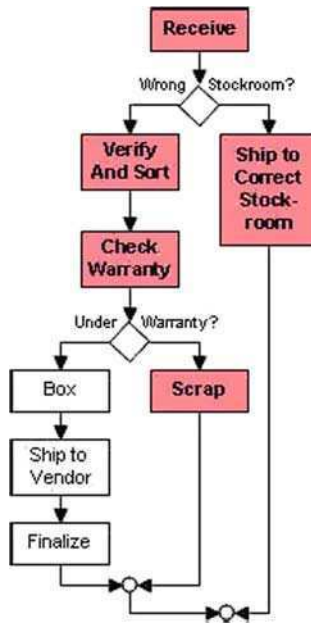 Receive
Wrong Stockroom?
Verify
And Sort
Ship to
Correct
Stock-
room
Check
Warranty
Under Warranty?
Box
Scrap
Ship to
Vendor
Finalize